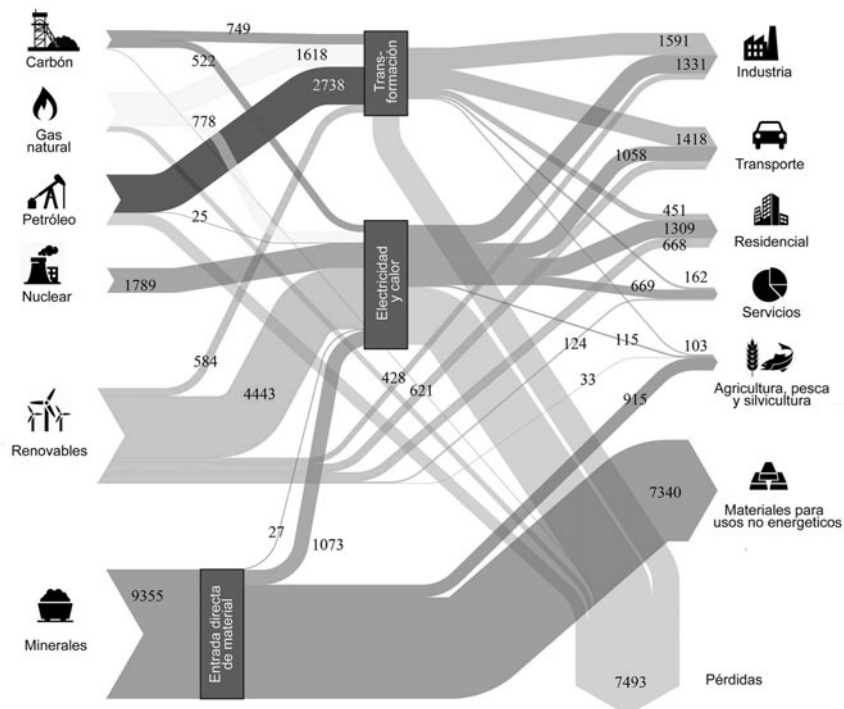 749
1618
1591
Carbón
522
Trans-
formación
1331
Industria
2738
Gas
natural
778
1418
1058
Transporte
Petróleo
25
451
1309
Residencial
668
Nuclear
1789
Electricidad
y calor
162
669
Servicios
584
124
115
103
428
33
Agricultura, pesca
y silvicultura
4443
621
915
Renovables
7340
Materiales para
usos no energeticos
27
1073
9355
Entrada directa
de material
Minerales
7493
Pérdidas